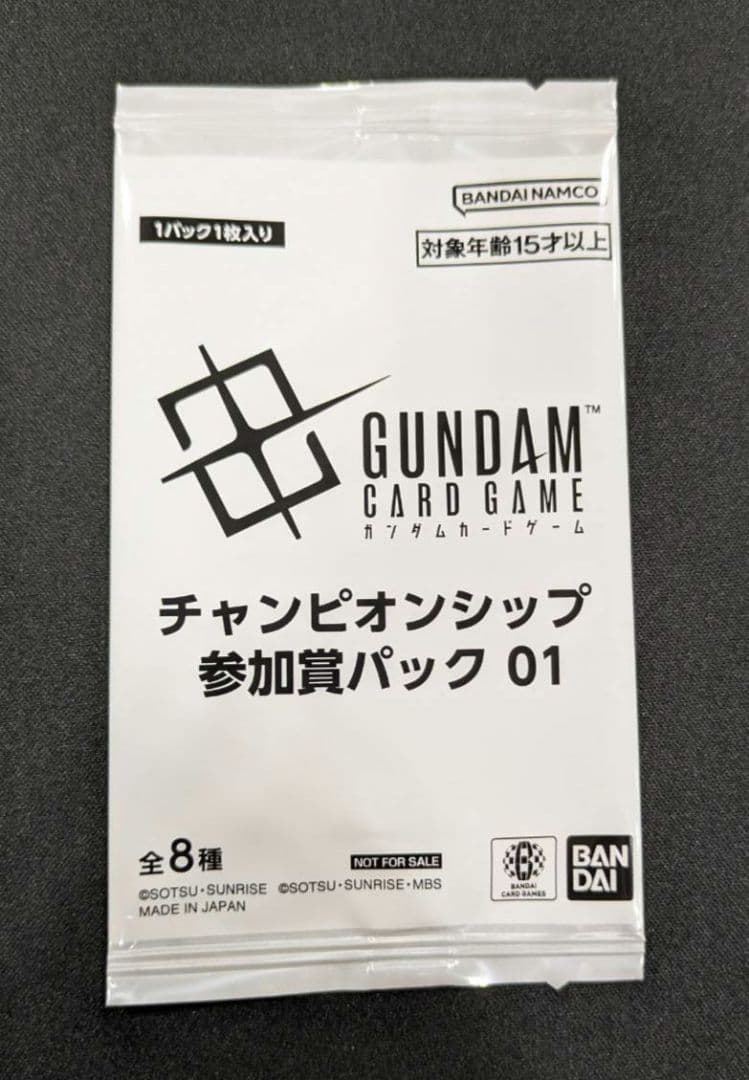 BANDAI NAMCO
1パック1枚入り
対象年齢15才以上
GUNDAM™
CARD GAME
ガンダムカードゲーム
チャンピオンシップ
参加賞パック 01
全8種
NOT FOR SALE
©SOTSU・SUNRISE ©SOTSU・SUNRISE・MBS
MADE IN JAPAN
BANDAI
CARD GAMES
BAN
DAI